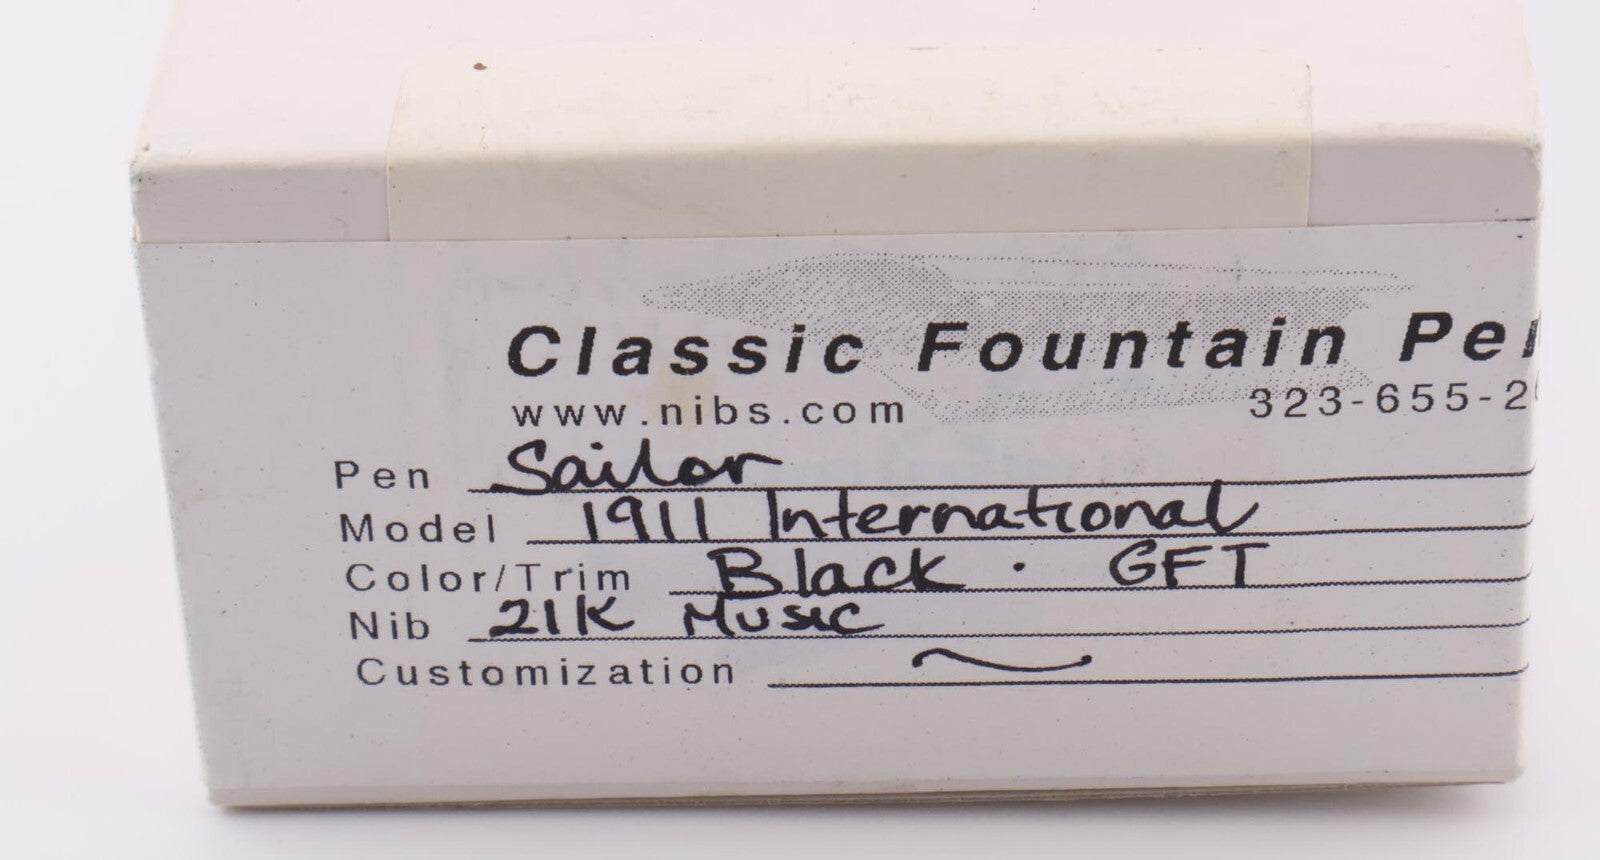 Classic Fountain Pen
www.nibs.com 323-655-2
Pen Sailor
Model 1911 International
Color/Trim Black · GFT
Nib 21K Music
Customization ~